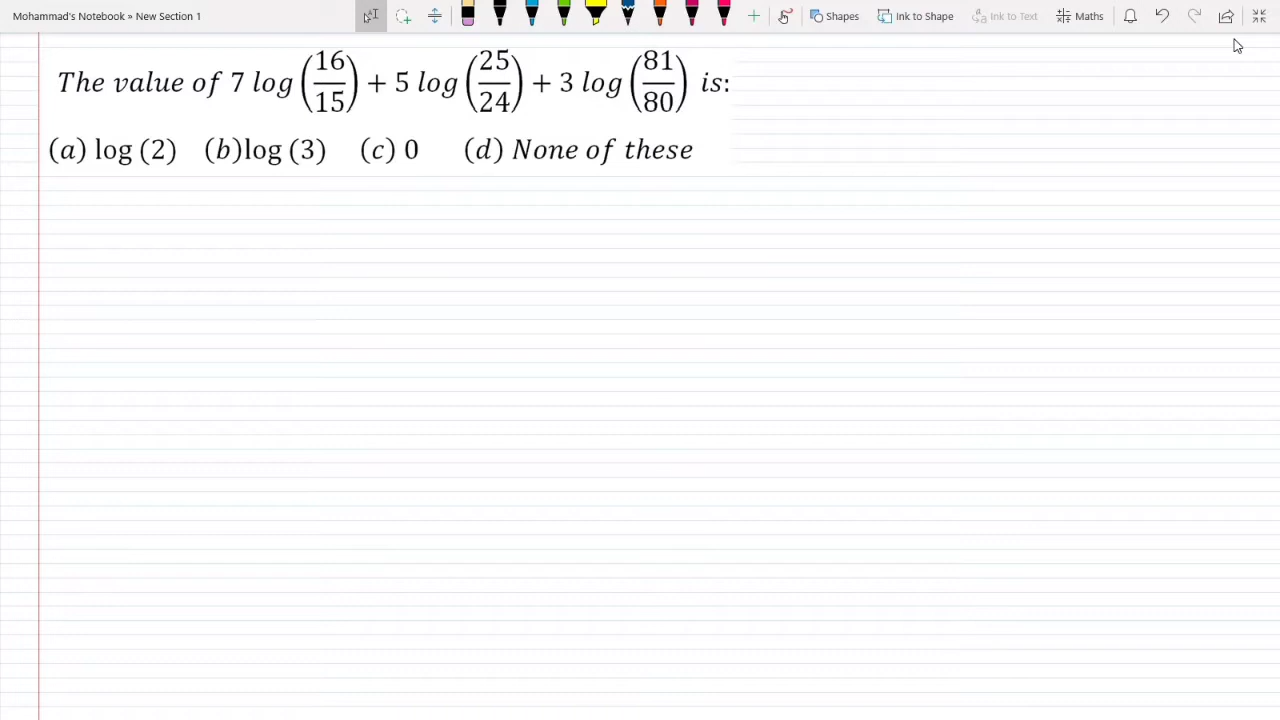 Mohammad's Notebook » New Section 1 Shapes Ink to Shape Ink to Text Maths
The value of 7 log (16/15) + 5 log (25/24) + 3 log (81/80) is:
(a) log (2) (b)log (3) (c) 0 (d) None of these